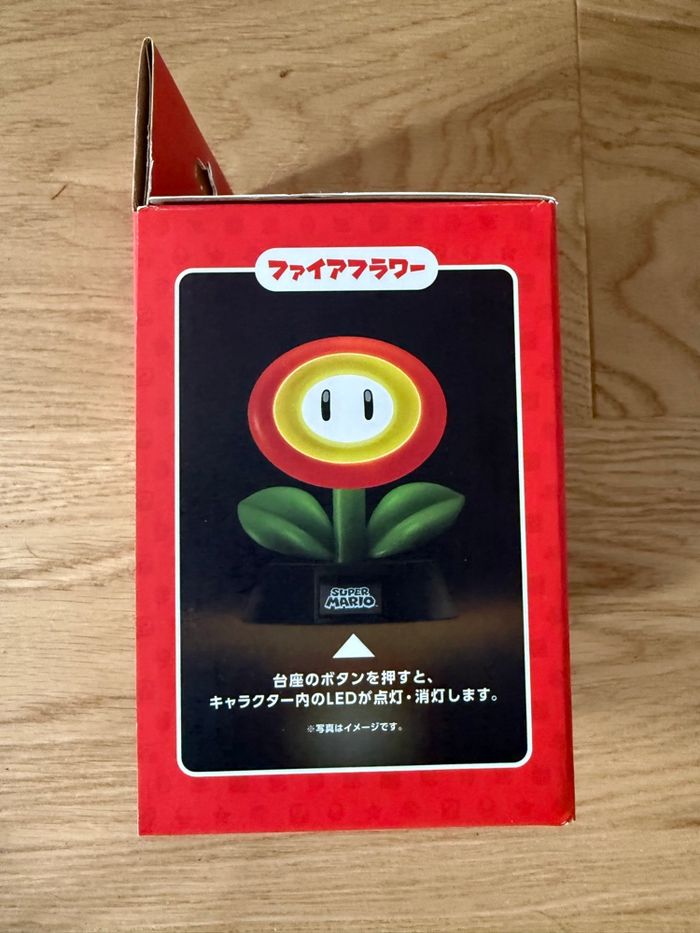 ファイアフラワー
SUPER
MARIO
台座のボタンを押すと、
キャラクター内のLEDが点灯・消灯します。
※写真はイメージです。